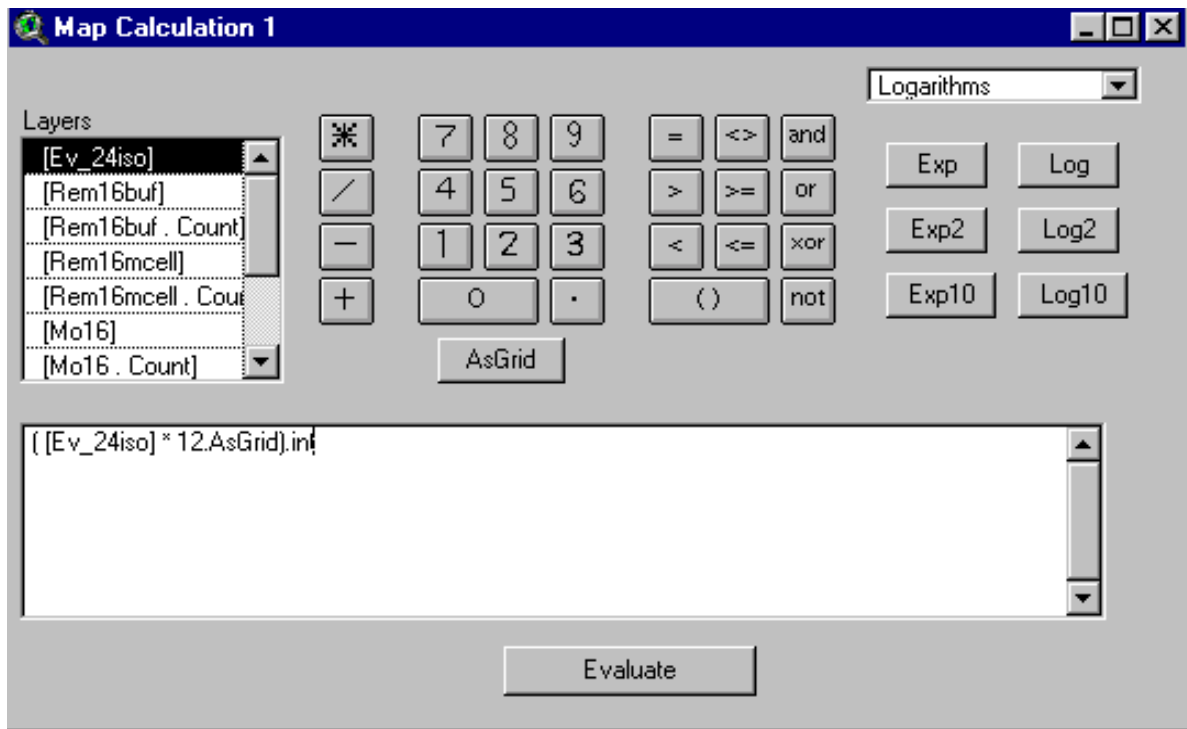 Map Calculation 1
Logarithms
Layers
[Ev_24iso]
[Rem16buf]
[Rem16buf . Count]
[Rem16mcell]
[Rem16mcell . Cou
[Mo16]
[Mo16 . Count]
* 7 8 9 = <> and
/ 4 5 6 > >= or
- 1 2 3 < <= xor
+ 0 . ( ) not
AsGrid
Exp Log
Exp2 Log2
Exp10 Log10
( [Ev_24iso] * 12.AsGrid).int
Evaluate